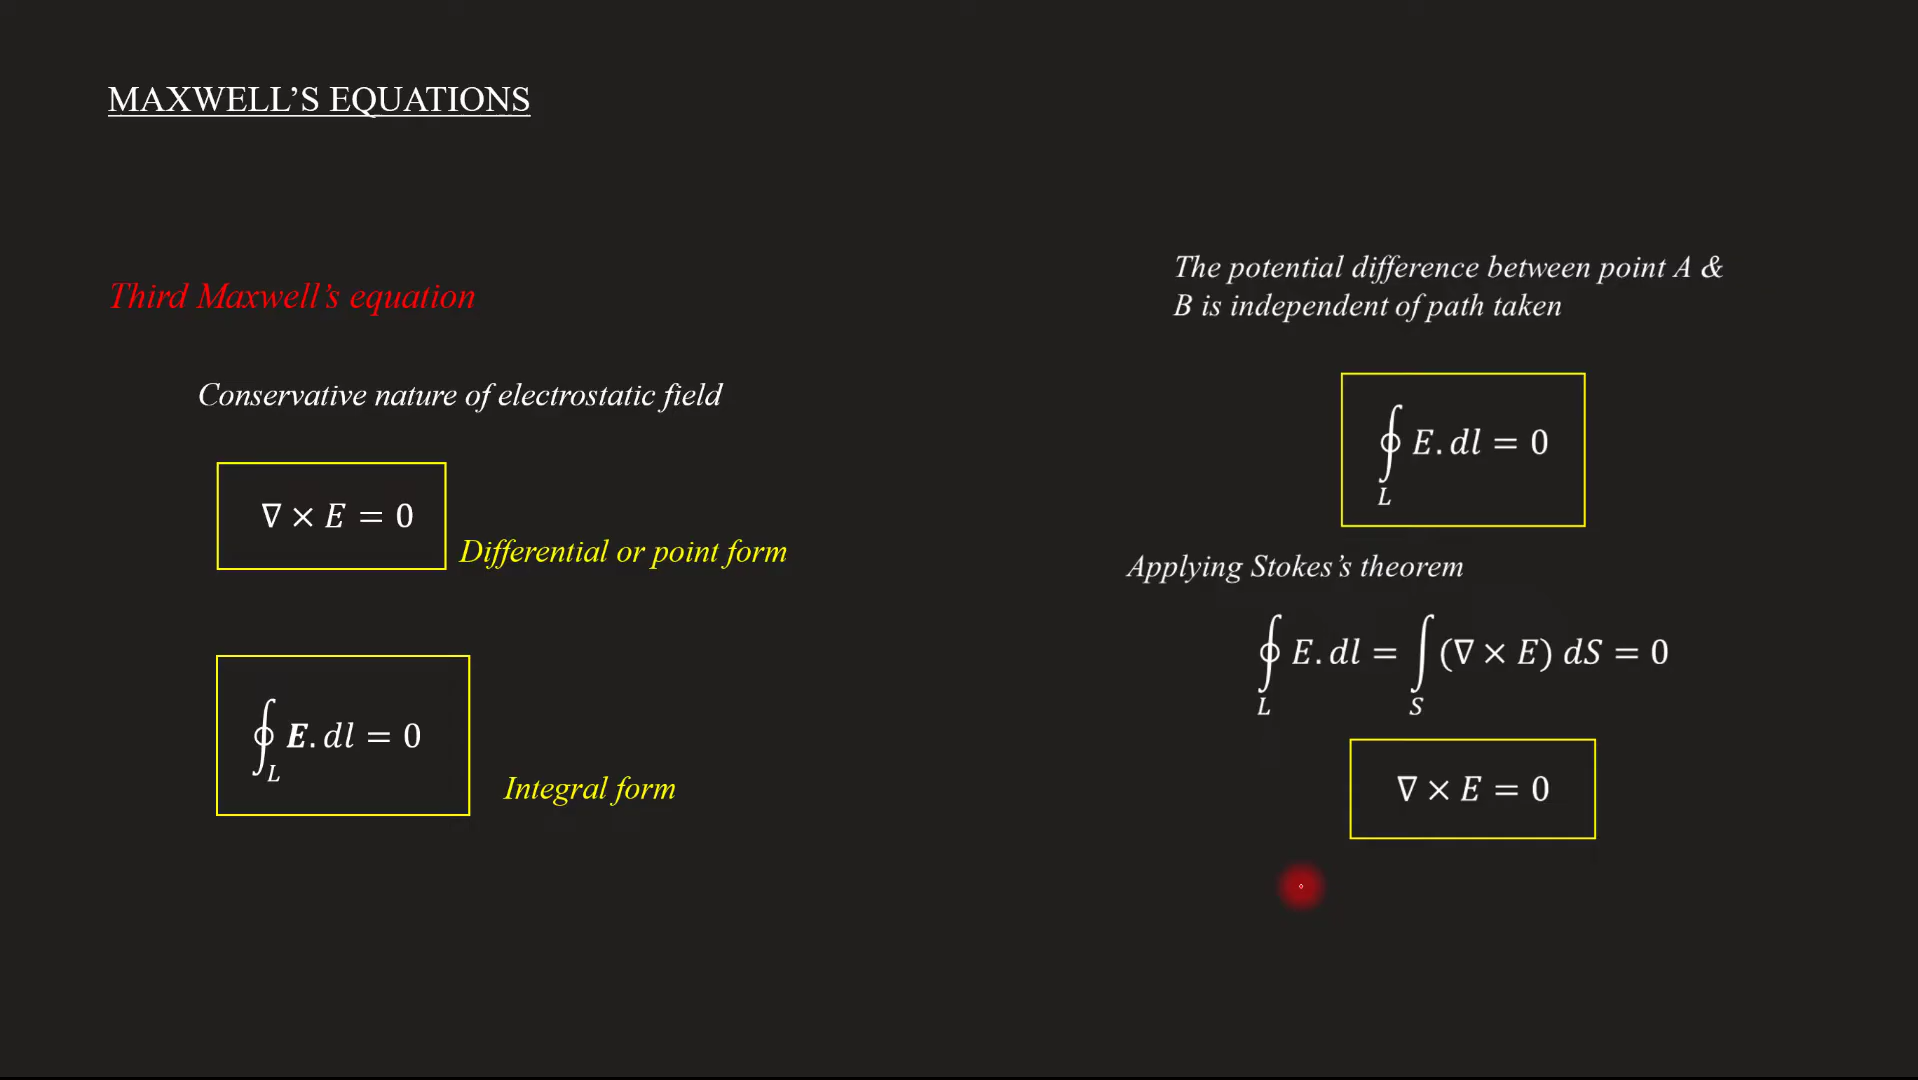 MAXWELL’S EQUATIONS
Third Maxwell’s equation
Conservative nature of electrostatic field
∇ × E = 0
Differential or point form
∮_L E. dl = 0
Integral form
The potential difference between point A &
B is independent of path taken
∮_L E. dl = 0
Applying Stokes’s theorem
∮_L E. dl = ∫_S (∇ × E) dS = 0
∇ × E = 0